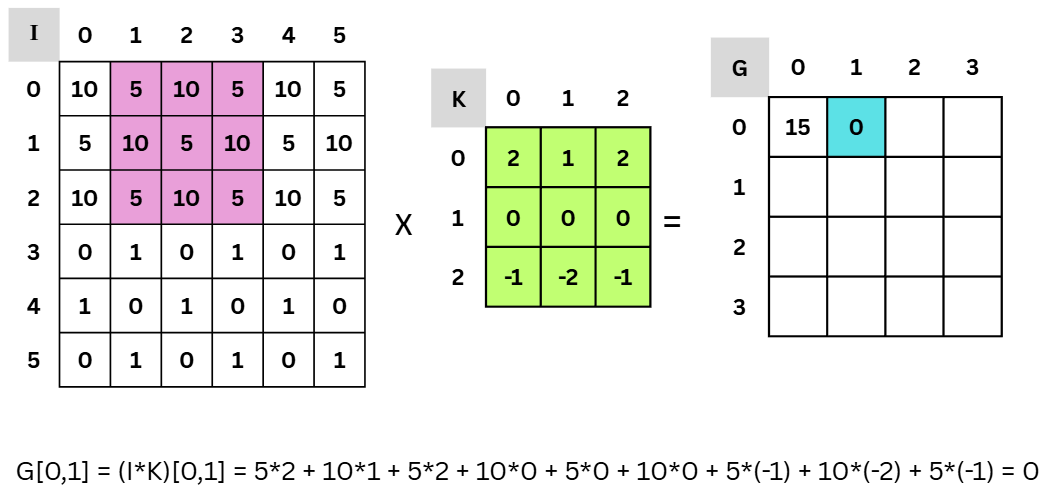 I 0 1 2 3 4 5
0 10 5 10 5 10 5
1 5 10 5 10 5 10
2 10 5 10 5 10 5
3 0 1 0 1 0 1
4 1 0 1 0 1 0
5 0 1 0 1 0 1
X
K 0 1 2
0 2 1 2
1 0 0 0
2 -1 -2 -1
=
G 0 1 2 3
0 15 0
1
2
3
G[0,1] = (I*K)[0,1] = 5*2 + 10*1 + 5*2 + 10*0 + 5*0 + 10*0 + 5*(-1) + 10*(-2) + 5*(-1) = 0